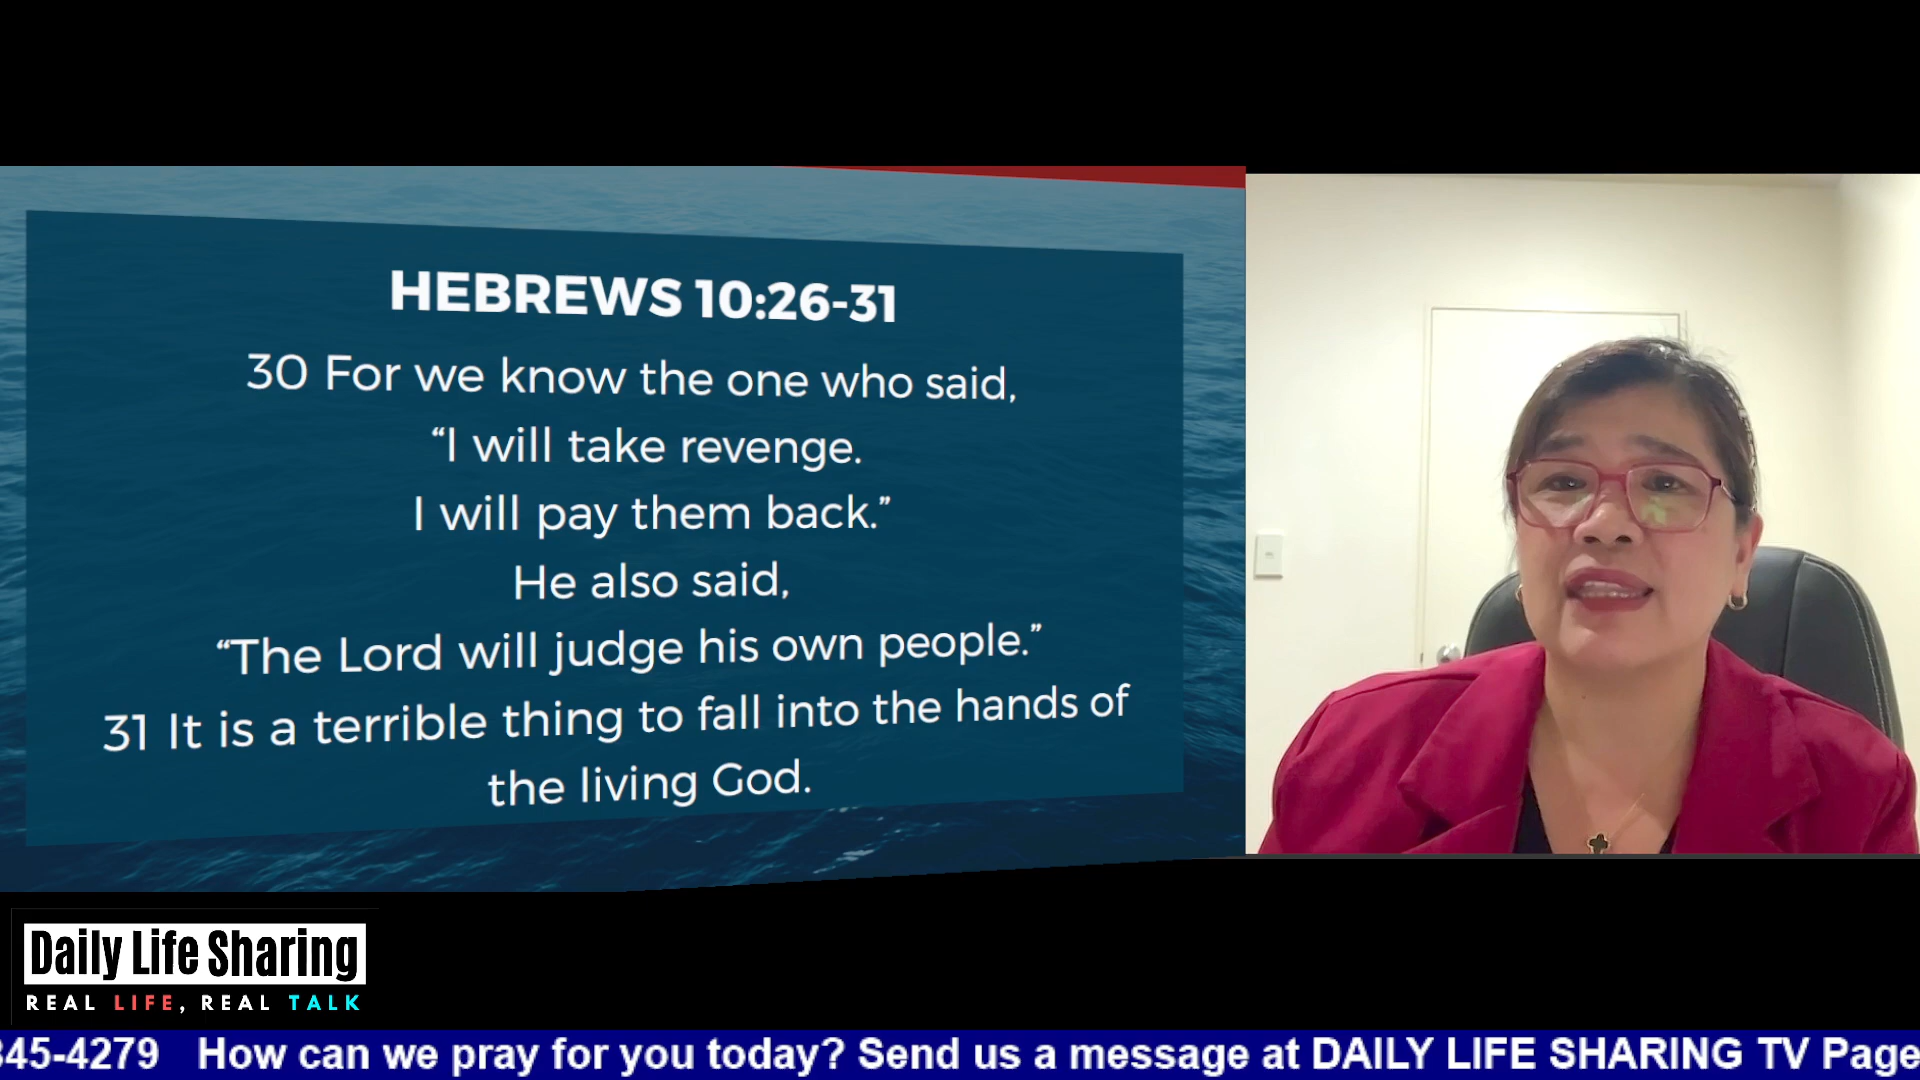 HEBREWS 10:26-31
30 For we know the one who said,
“I will take revenge.
I will pay them back.”
He also said,
“The Lord will judge his own people.”
31 It is a terrible thing to fall into the hands of
the living God.
Daily Life Sharing
REAL LIFE, REAL TALK
345-4279 How can we pray for you today? Send us a message at DAILY LIFE SHARING TV Page